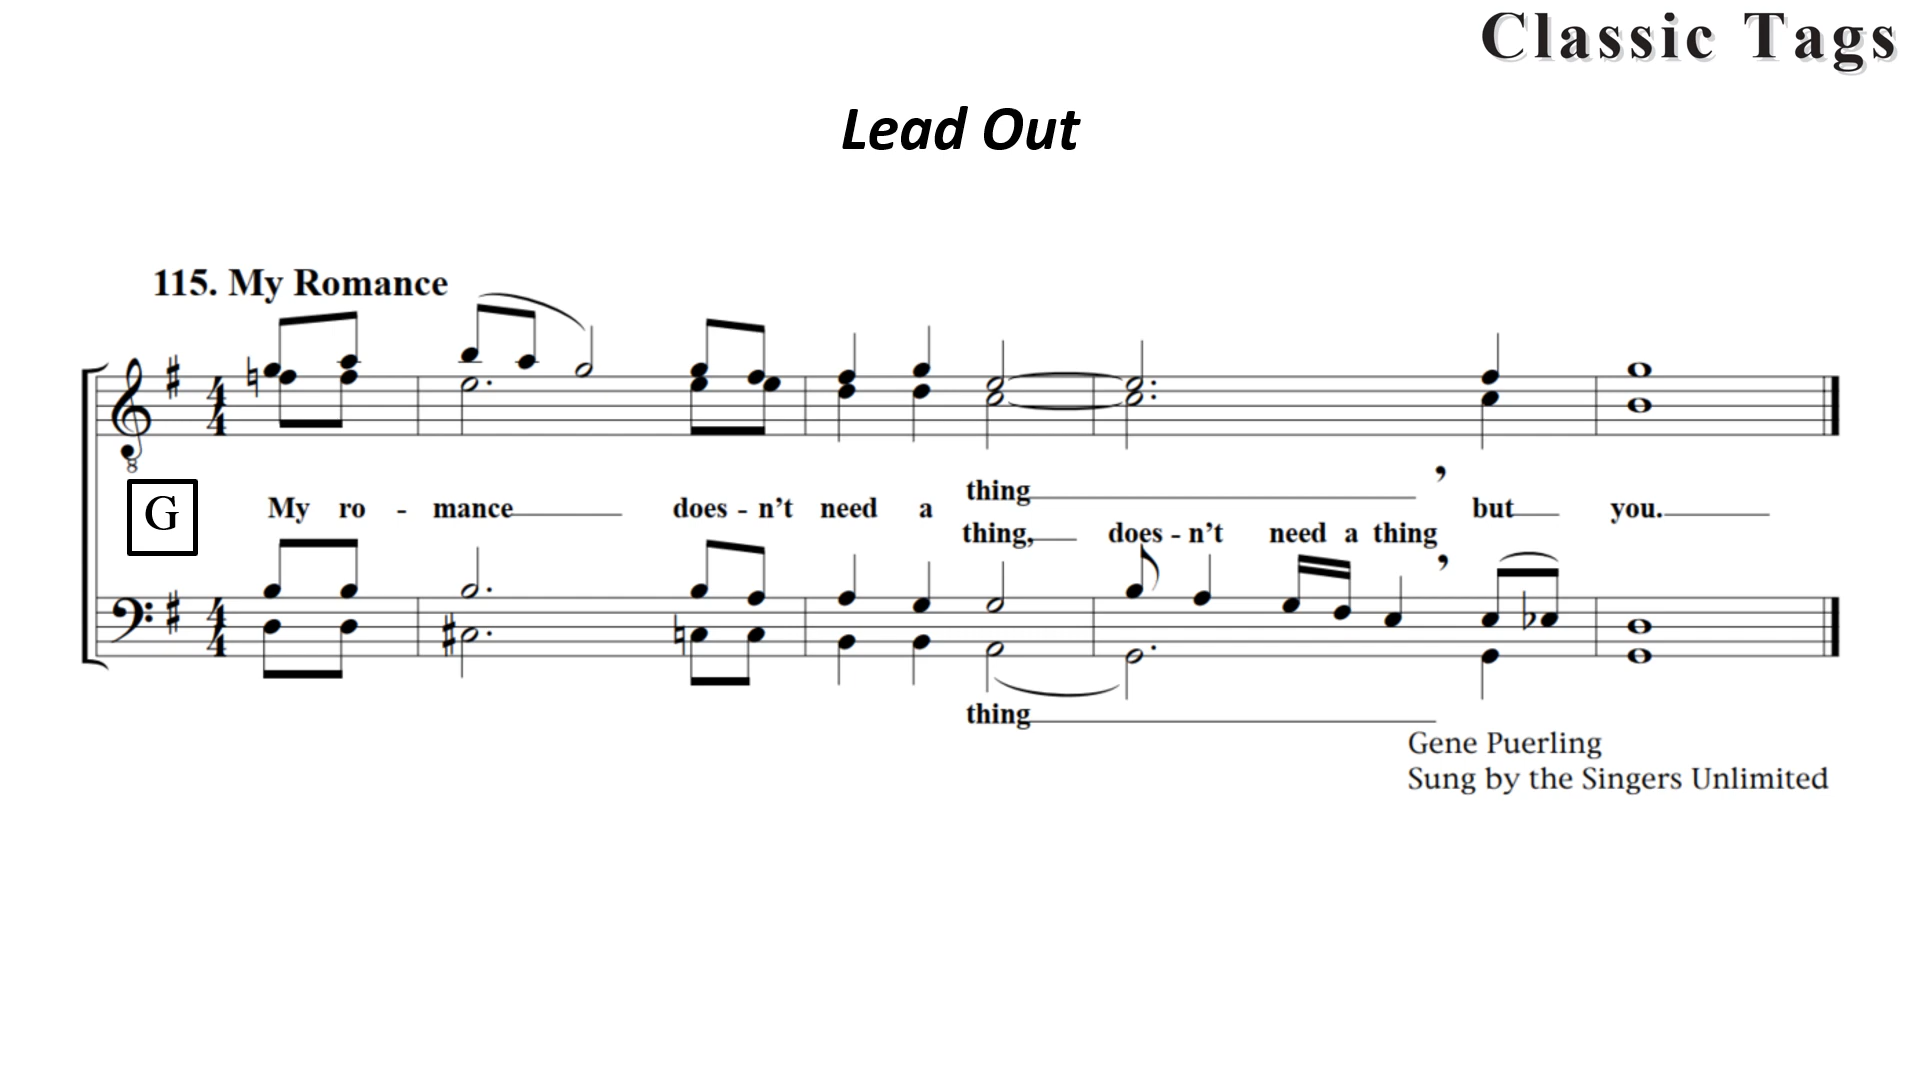 Classic Tags
Lead Out
115. My Romance
8
thing
G My ro - mance does - n't need a but you.
thing, does - n't need a thing
thing
Gene Puerling
Sung by the Singers Unlimited